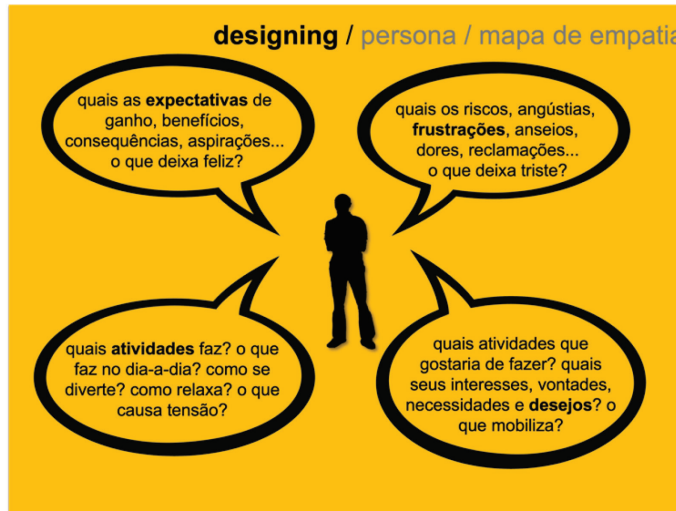 designing / persona / mapa de empatia
quais as expectativas de
ganho, benefícios,
consequências, aspirações...
o que deixa feliz?
quais os riscos, angústias,
frustrações, anseios,
dores, reclamações...
o que deixa triste?
quais atividades faz? o que
faz no dia-a-dia? como se
diverte? como relaxa? o que
causa tensão?
quais atividades que
gostaria de fazer? quais
seus interesses, vontades,
necessidades e desejos? o
que mobiliza?